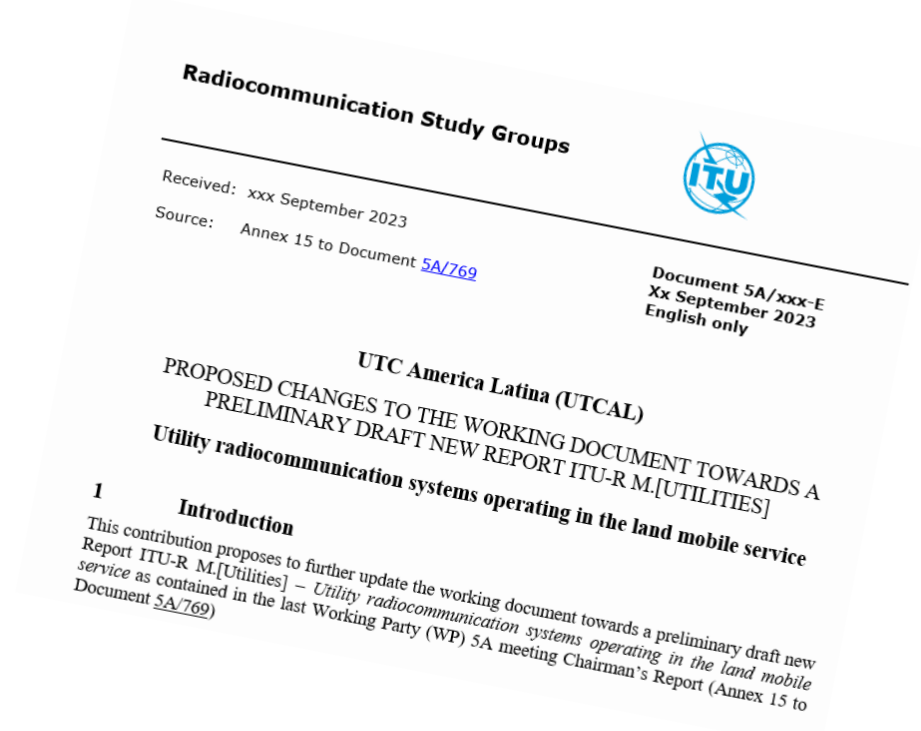 Radiocommunication Study Groups
ITU
Received: xxx September 2023
Source: Annex 15 to Document 5A/769
Document 5A/xxx-E
Xx September 2023
English only
UTC America Latina (UTCAL)
PROPOSED CHANGES TO THE WORKING DOCUMENT TOWARDS A
PRELIMINARY DRAFT NEW REPORT ITU-R M.[UTILITIES]
Utility radiocommunication systems operating in the land mobile service
1 Introduction
This contribution proposes to further update the working document towards a preliminary draft new
Report ITU-R M.[Utilities] – Utility radiocommunication systems operating in the land mobile
service as contained in the last Working Party (WP) 5A meeting Chairman's Report (Annex 15 to
Document 5A/769)